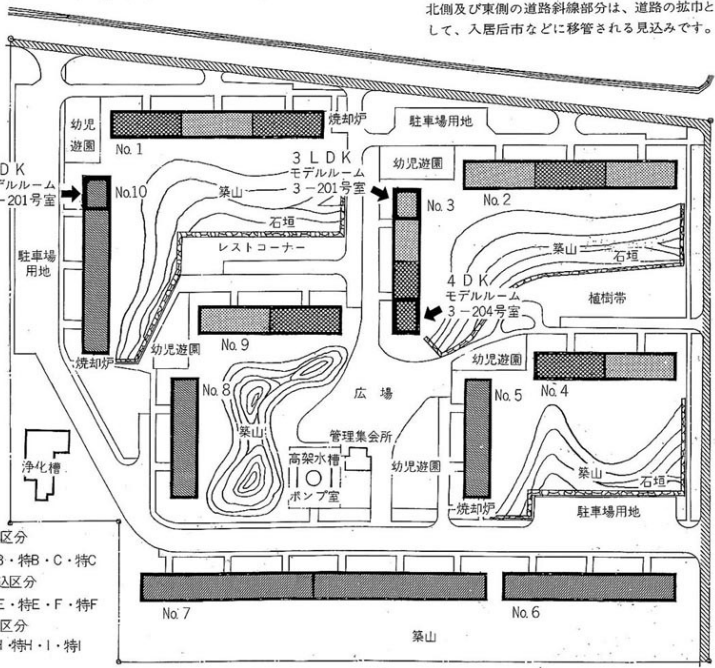 北側及び東側の道路斜線部分は、道路の拡巾と
して、入居后市などに移管される見込みです。
幼児
遊園
No.1
焼却炉
駐車場用地
DK
デルルーム
-201号室
No.10
築山
石垣
レストコーナー
3LDK
モデルルーム
3-201号室
幼児遊園
No.3
No.2
築山
石垣
植樹帯
駐車場
用地
4DK
モデルルーム
3-204号室
No.9
焼却炉
幼児遊園
No.8
築山
広場
幼児遊園
No.5
No.4
管理集会所
高架水槽
ポンプ室
幼児遊園
築山
石垣
焼却炉
駐車場用地
浄化槽
区分
B・特B・C・特C
込区分
E・特E・F・特F
区分
H・特H・I・特I
No.7
No.6
築山